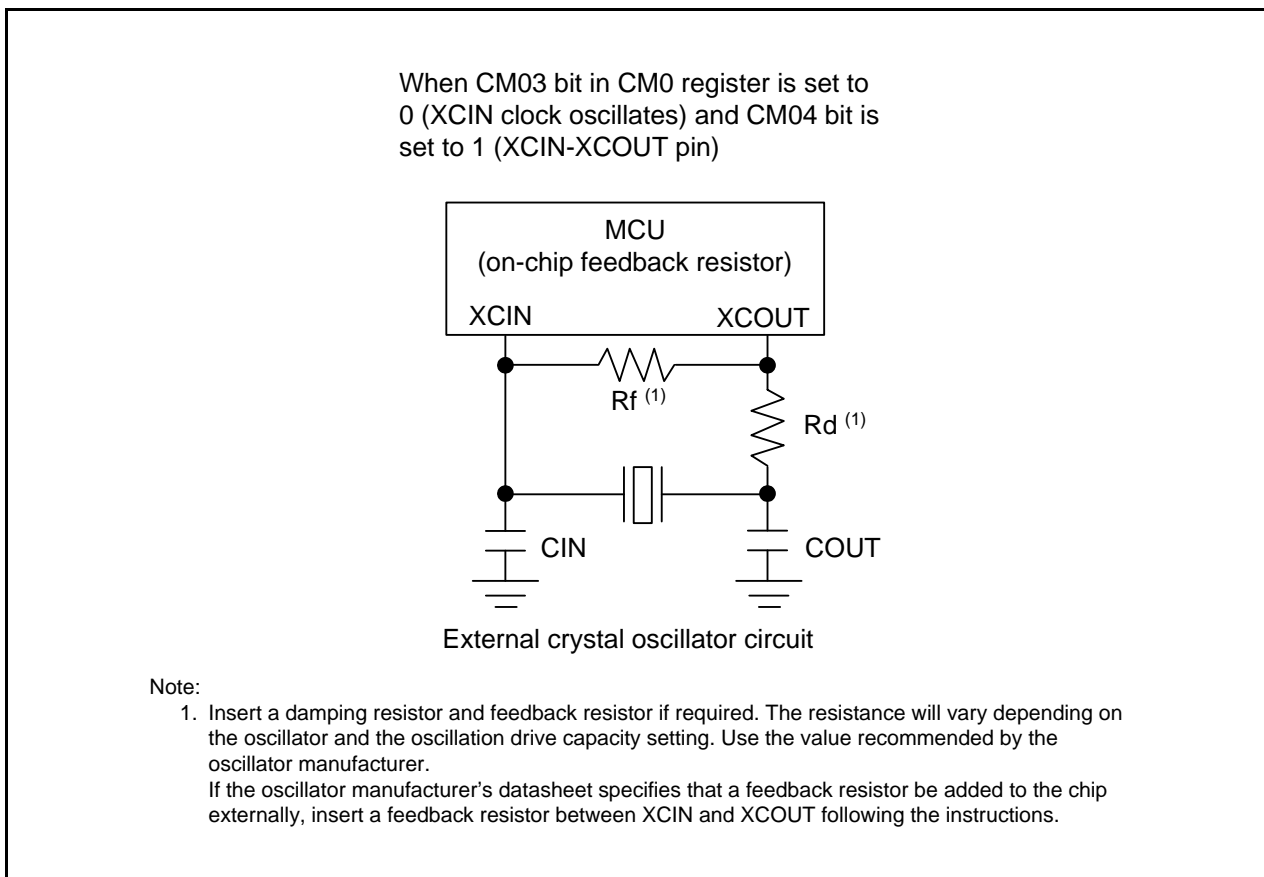 When CM03 bit in CM0 register is set to
0 (XCIN clock oscillates) and CM04 bit is
set to 1 (XCIN-XCOUT pin)
MCU
(on-chip feedback resistor)
XCIN
XCOUT
Rf (1)
Rd (1)
CIN
COUT
External crystal oscillator circuit
Note:
1. Insert a damping resistor and feedback resistor if required. The resistance will vary depending on
the oscillator and the oscillation drive capacity setting. Use the value recommended by the
oscillator manufacturer.
If the oscillator manufacturer's datasheet specifies that a feedback resistor be added to the chip
externally, insert a feedback resistor between XCIN and XCOUT following the instructions.